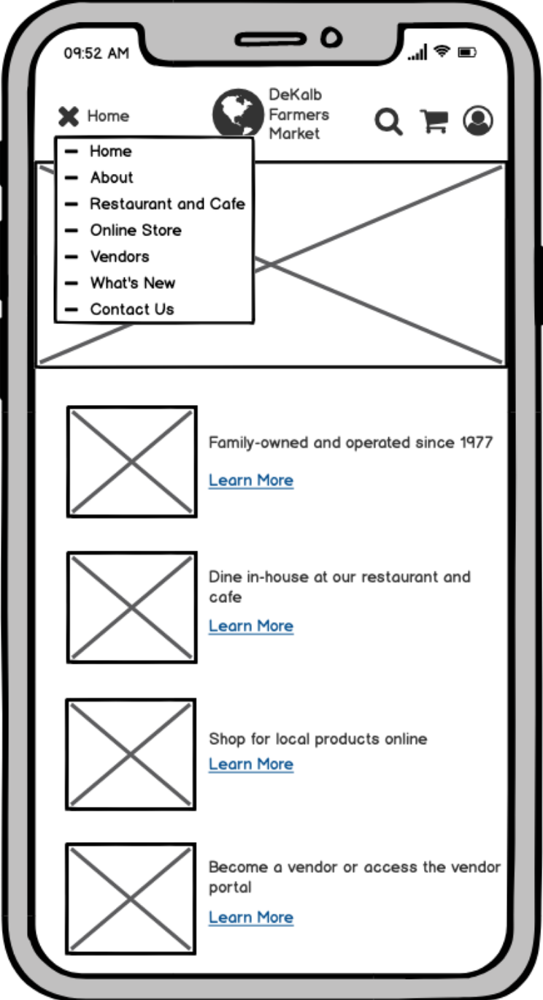 09:52 AM
Home
DeKalb
Farmers
Market
Home
About
Restaurant and Cafe
Online Store
Vendors
What's New
Contact Us
Family-owned and operated since 1977
Learn More
Dine in-house at our restaurant and
cafe
Learn More
Shop for local products online
Learn More
Become a vendor or access the vendor
portal
Learn More